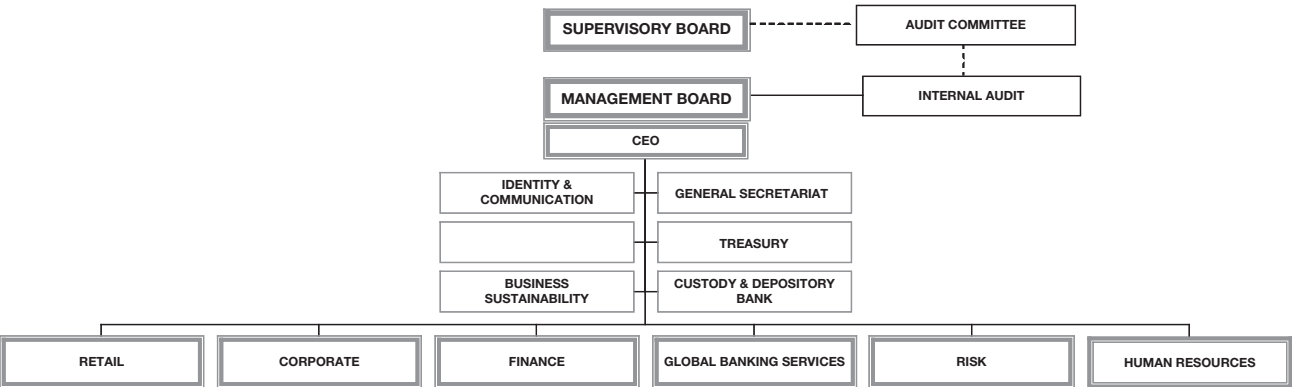 SUPERVISORY BOARD
AUDIT COMMITTEE
MANAGEMENT BOARD
INTERNAL AUDIT
CEO
IDENTITY &
COMMUNICATION
GENERAL SECRETARIAT
TREASURY
BUSINESS
SUSTAINABILITY
CUSTODY & DEPOSITORY
BANK
RETAIL
CORPORATE
FINANCE
GLOBAL BANKING SERVICES
RISK
HUMAN RESOURCES